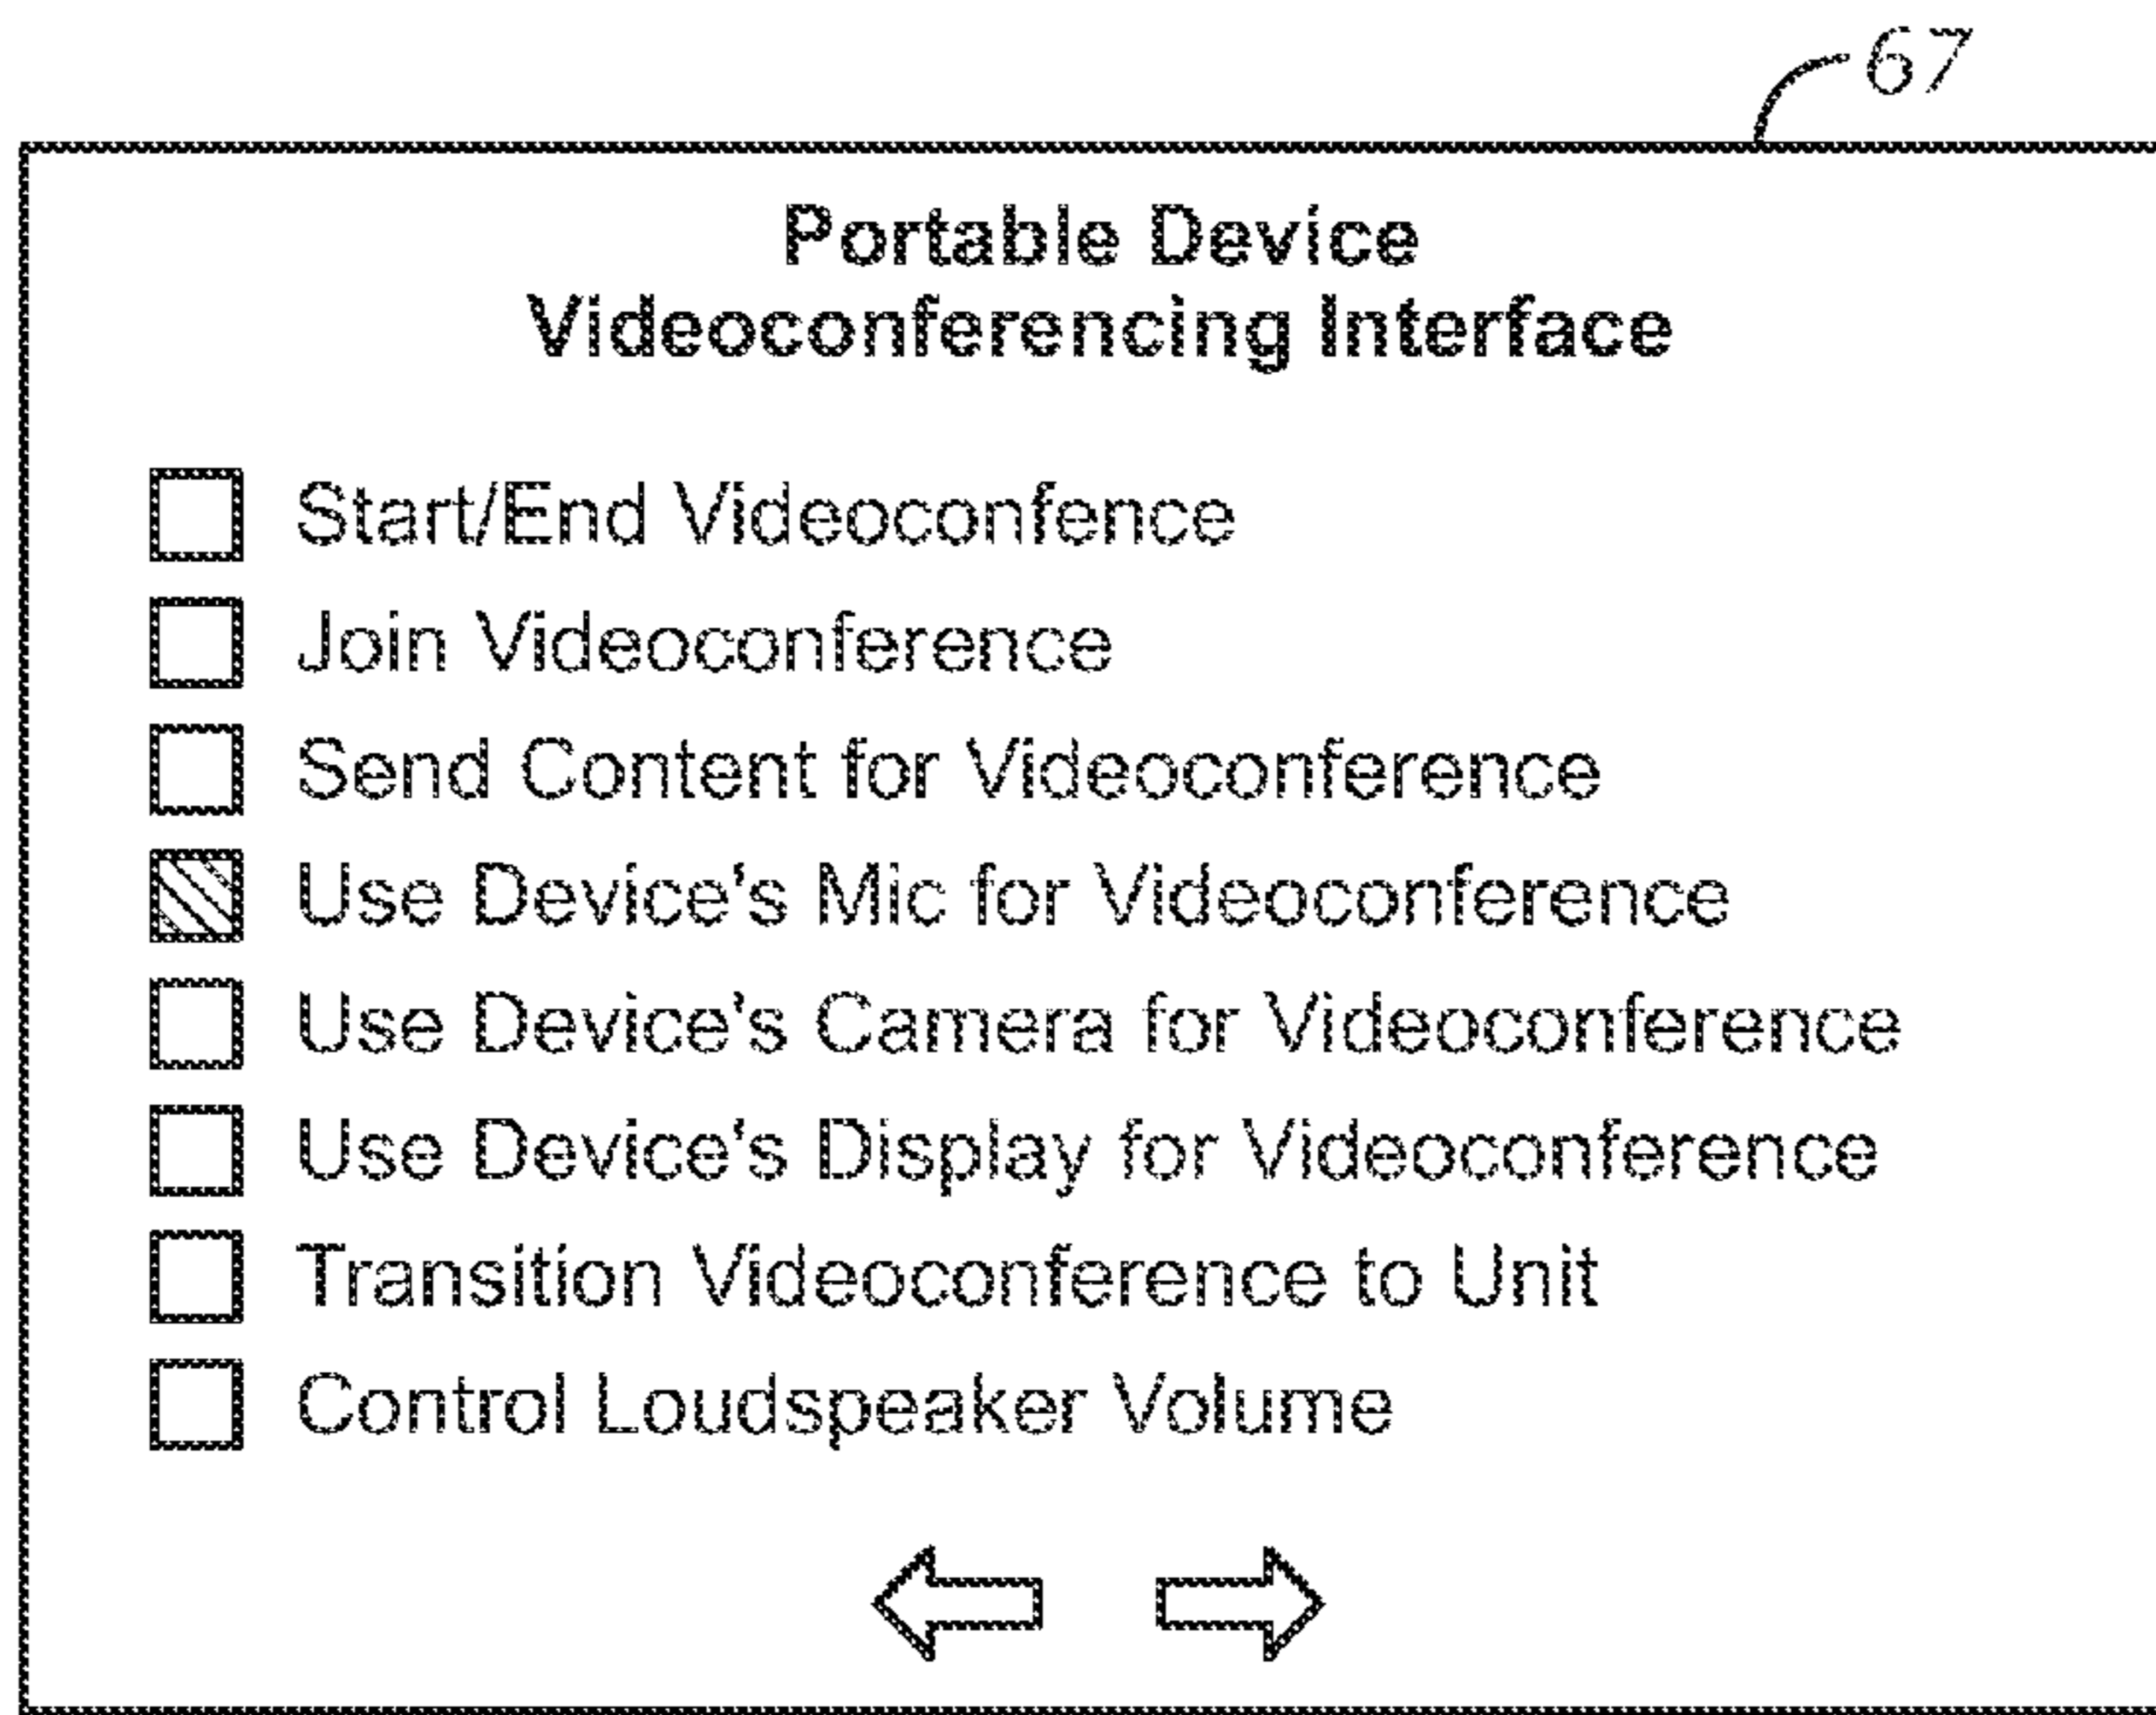 67
Portable Device
Videoconferencing Interface
Start/End Videoconfence
Join Videoconference
Send Content for Videoconference
Use Device's Mic for Videoconference
Use Device's Camera for Videoconference
Use Device's Display for Videoconference
Transition Videoconference to Unit
Control Loudspeaker Volume